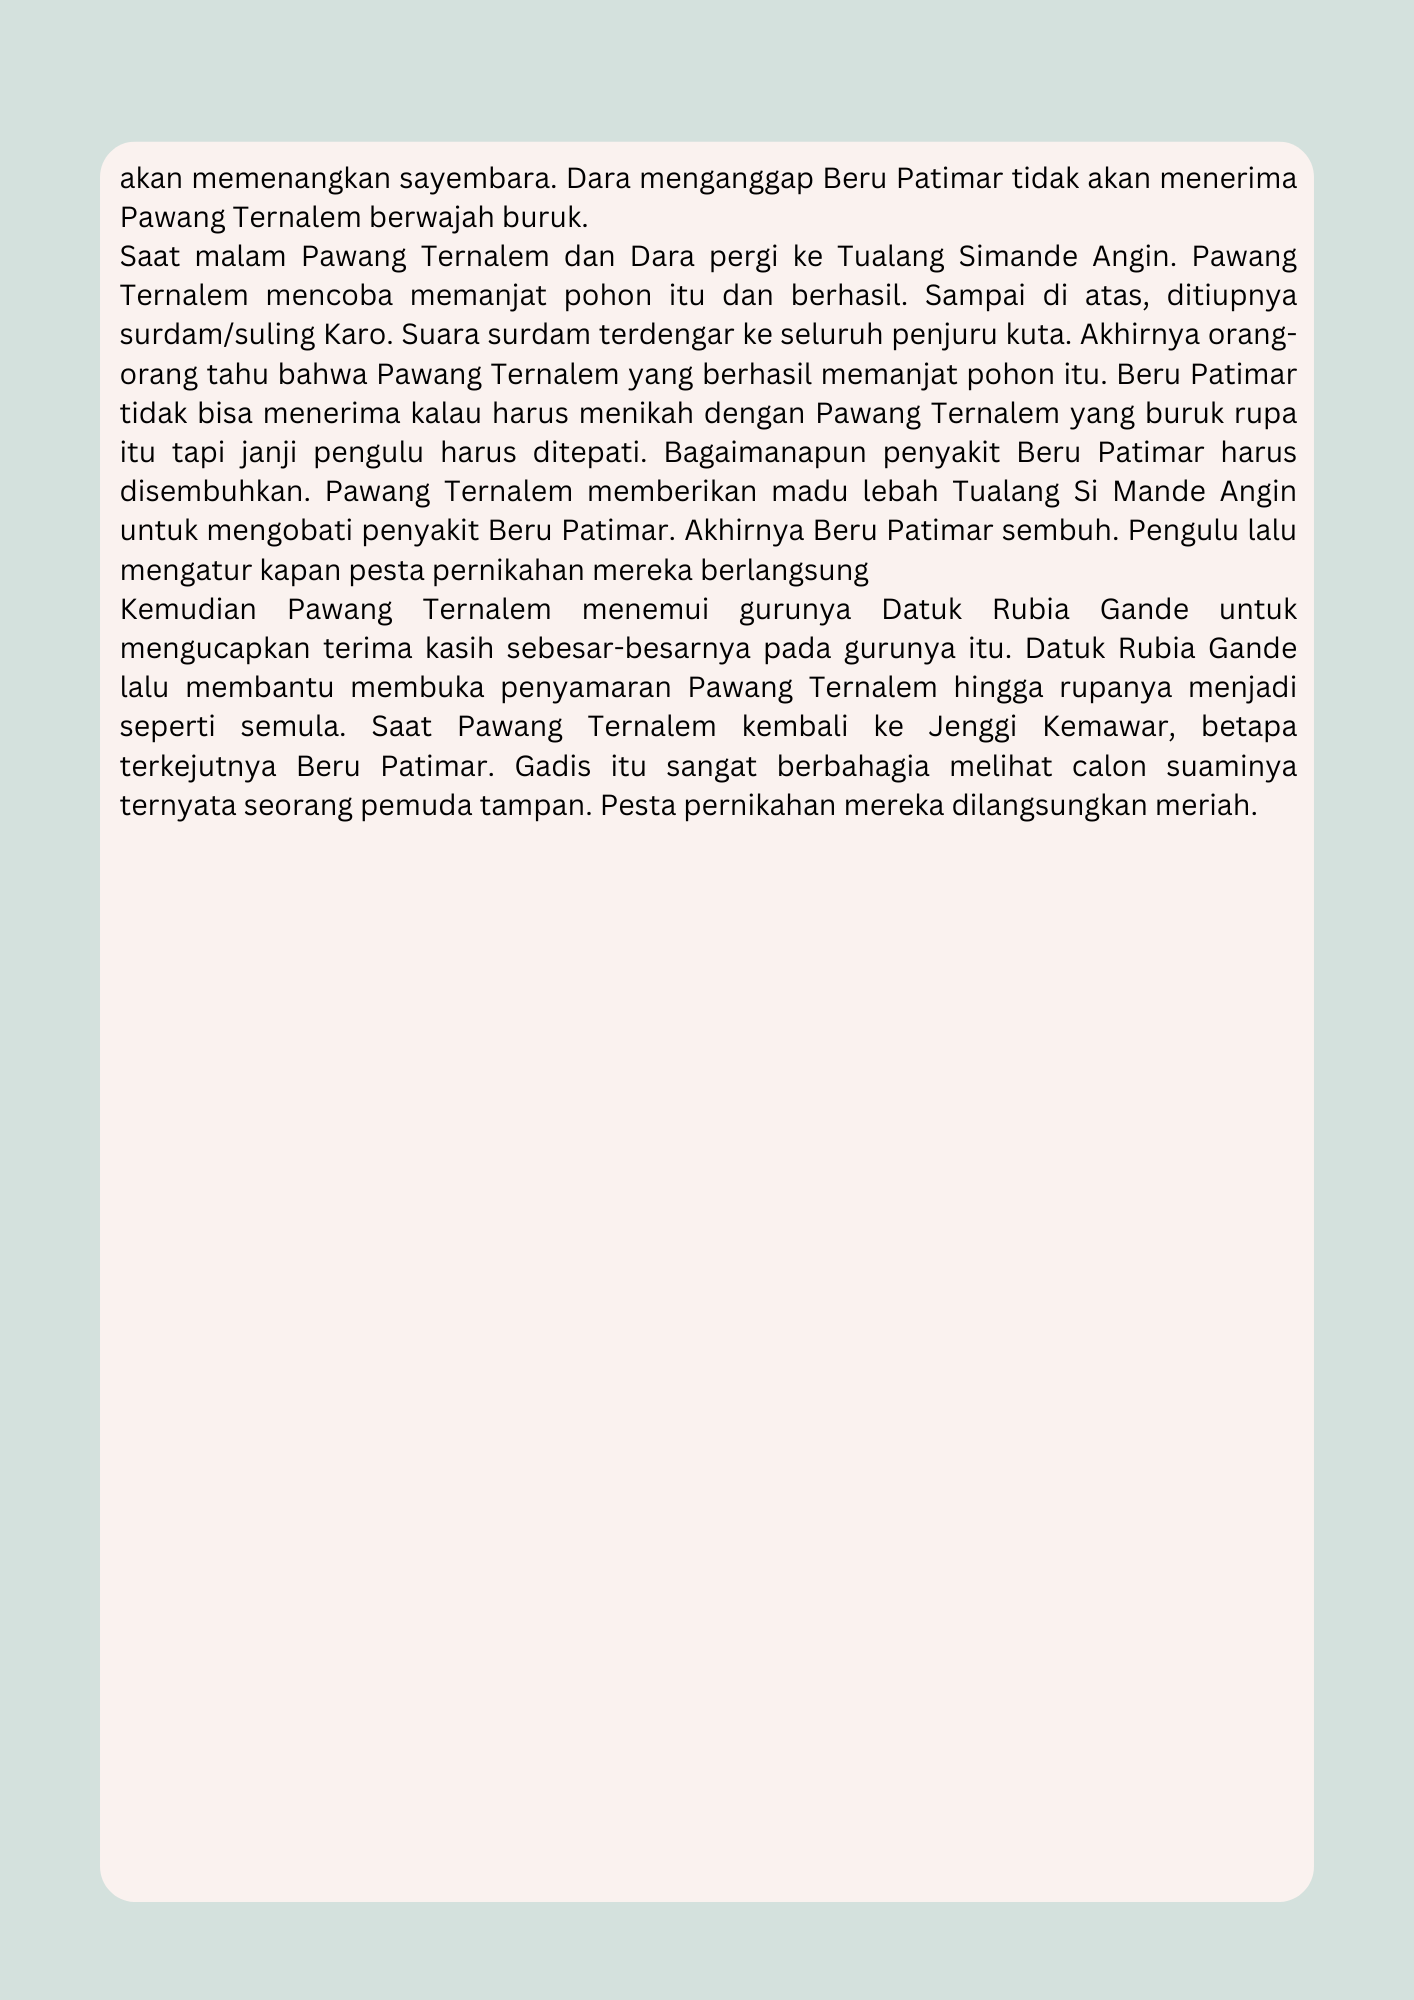 akan memenangkan sayembara. Dara menganggap Beru Patimar tidak akan menerima
Pawang Ternalem berwajah buruk.
Saat malam Pawang Ternalem dan Dara pergi ke Tualang Simande Angin. Pawang
Ternalem mencoba memanjat pohon itu dan berhasil. Sampai di atas, ditiupnya
surdam/suling Karo. Suara surdam terdengar ke seluruh penjuru kuta. Akhirnya orang-
orang tahu bahwa Pawang Ternalem yang berhasil memanjat pohon itu. Beru Patimar
tidak bisa menerima kalau harus menikah dengan Pawang Ternalem yang buruk rupa
itu tapi janji pengulu harus ditepati. Bagaimanapun penyakit Beru Patimar harus
disembuhkan. Pawang Ternalem memberikan madu lebah Tualang Si Mande Angin
untuk mengobati penyakit Beru Patimar. Akhirnya Beru Patimar sembuh. Pengulu lalu
mengatur kapan pesta pernikahan mereka berlangsung
Kemudian Pawang Ternalem menemui gurunya Datuk Rubia Gande untuk
mengucapkan terima kasih sebesar-besarnya pada gurunya itu. Datuk Rubia Gande
lalu membantu membuka penyamaran Pawang Ternalem hingga rupanya menjadi
seperti semula. Saat Pawang Ternalem kembali ke Jenggi Kemawar, betapa
terkejutnya Beru Patimar. Gadis itu sangat berbahagia melihat calon suaminya
ternyata seorang pemuda tampan. Pesta pernikahan mereka dilangsungkan meriah.